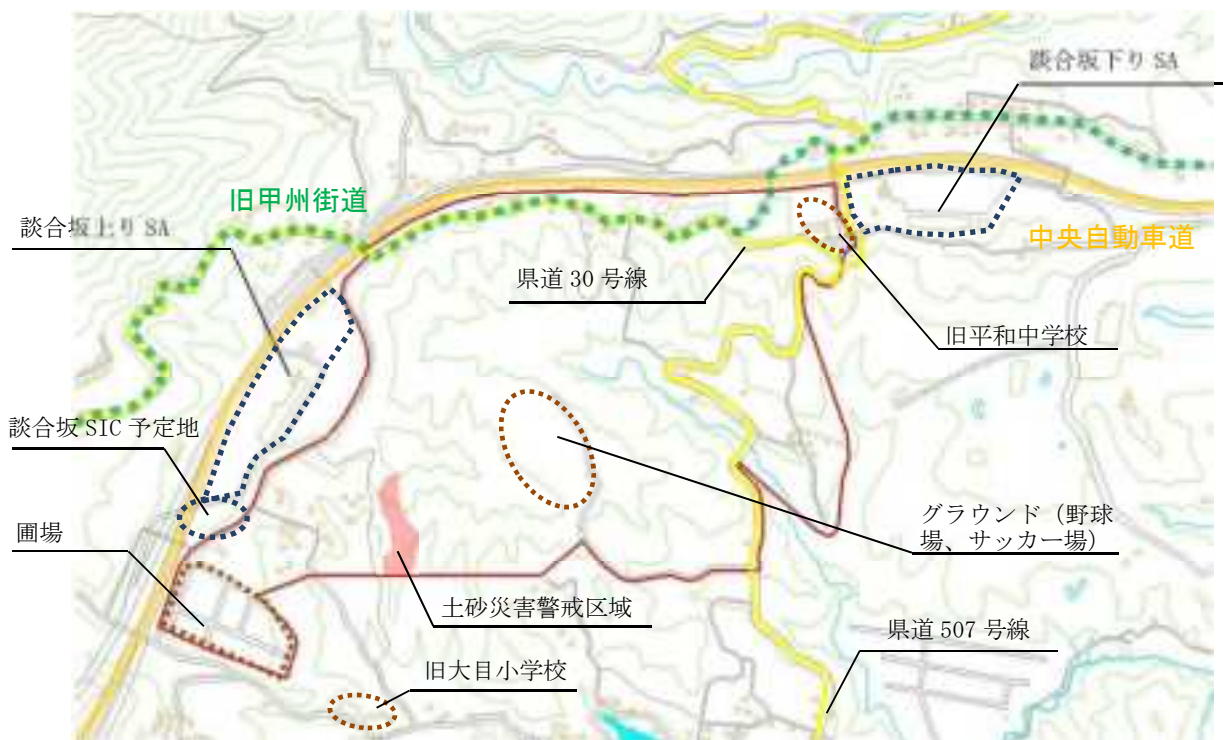 談合坂下り SA
旧甲州街道
談合坂上り SA
中央自動車道
県道 30 号線
旧平和中学校
談合坂 SIC 予定地
グラウンド（野球
場、サッカー場）
圃場
土砂災害警戒区域
県道 507 号線
旧大目小学校